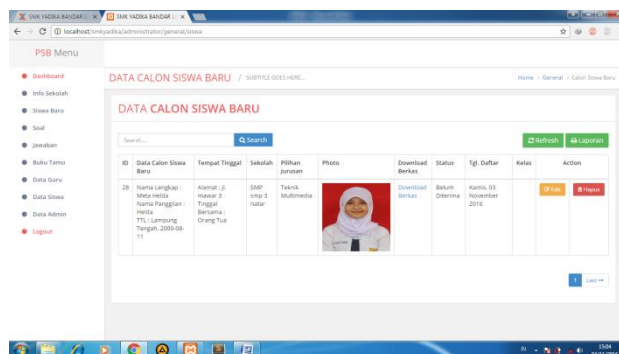 SMK YADIKA BANDAR L
SMK YADIKA BANDAR L
localhost/smkyadika/administrator/general/siswa
PSB Menu
Dashboard
Info Sekolah
Siswa Baru
Soal
Jawaban
Buku Tamu
Data Guru
Data Siswa
Data Admin
Logout
DATA CALON SISWA BARU / SUBTITLE GOES HERE...
Home > General > Calon Siswa Baru
DATA CALON SISWA BARU
Search...
Search
Refresh
Laporan
ID
Data Calon Siswa
Baru
Tempat Tinggal
Sekolah
Pilihan
Jurusan
Photo
Download
Berkas
Status
Tgl. Daftar
Kelas
Action
28
Nama Langkap :
Meta Helda
Nama Panggilan :
Helda
TTL : Lampung
Tengah, 2000-08-
11
Alamat : jl.
mawar 3
Tinggal
Bersama :
Orang Tua
SMP
smp 3
natar
Teknik
Multimedia
Download
Berkas
Belum
Diterima
Kamis, 03
November
2016
Edit
Hapus
1
Last
IN
15:04